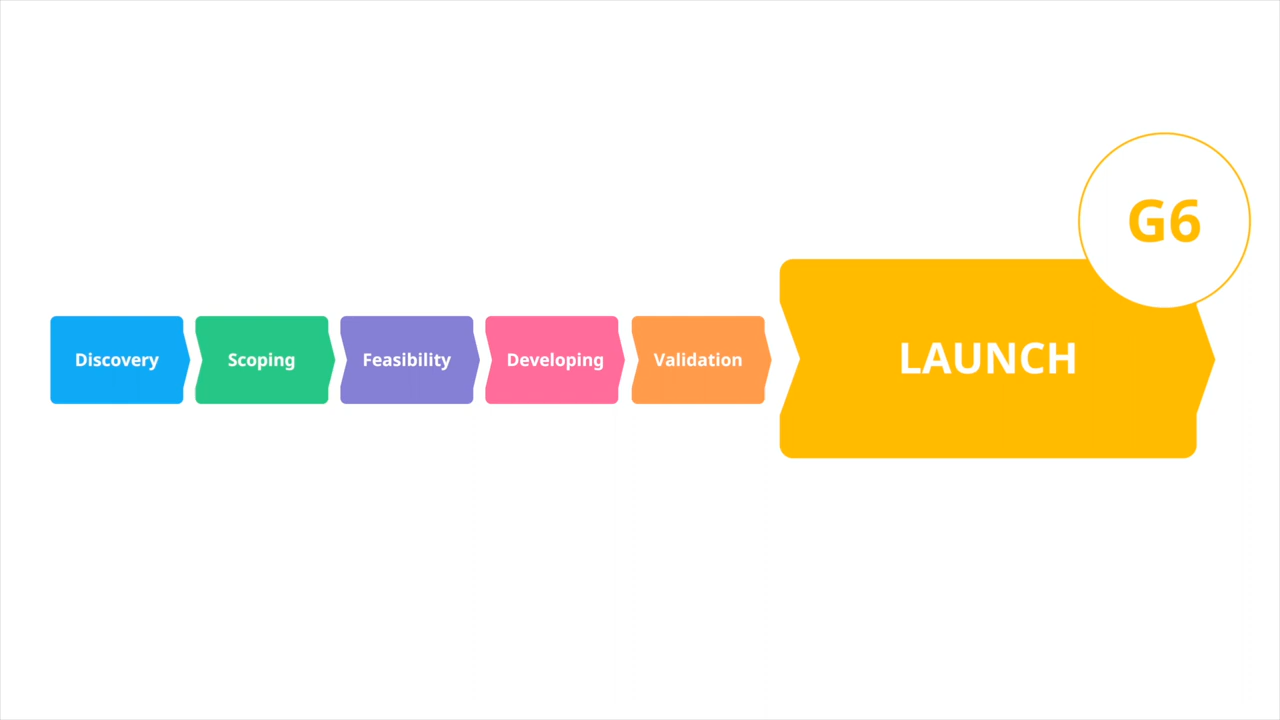 G6
Discovery
Scoping
Feasibility
Developing
Validation
LAUNCH